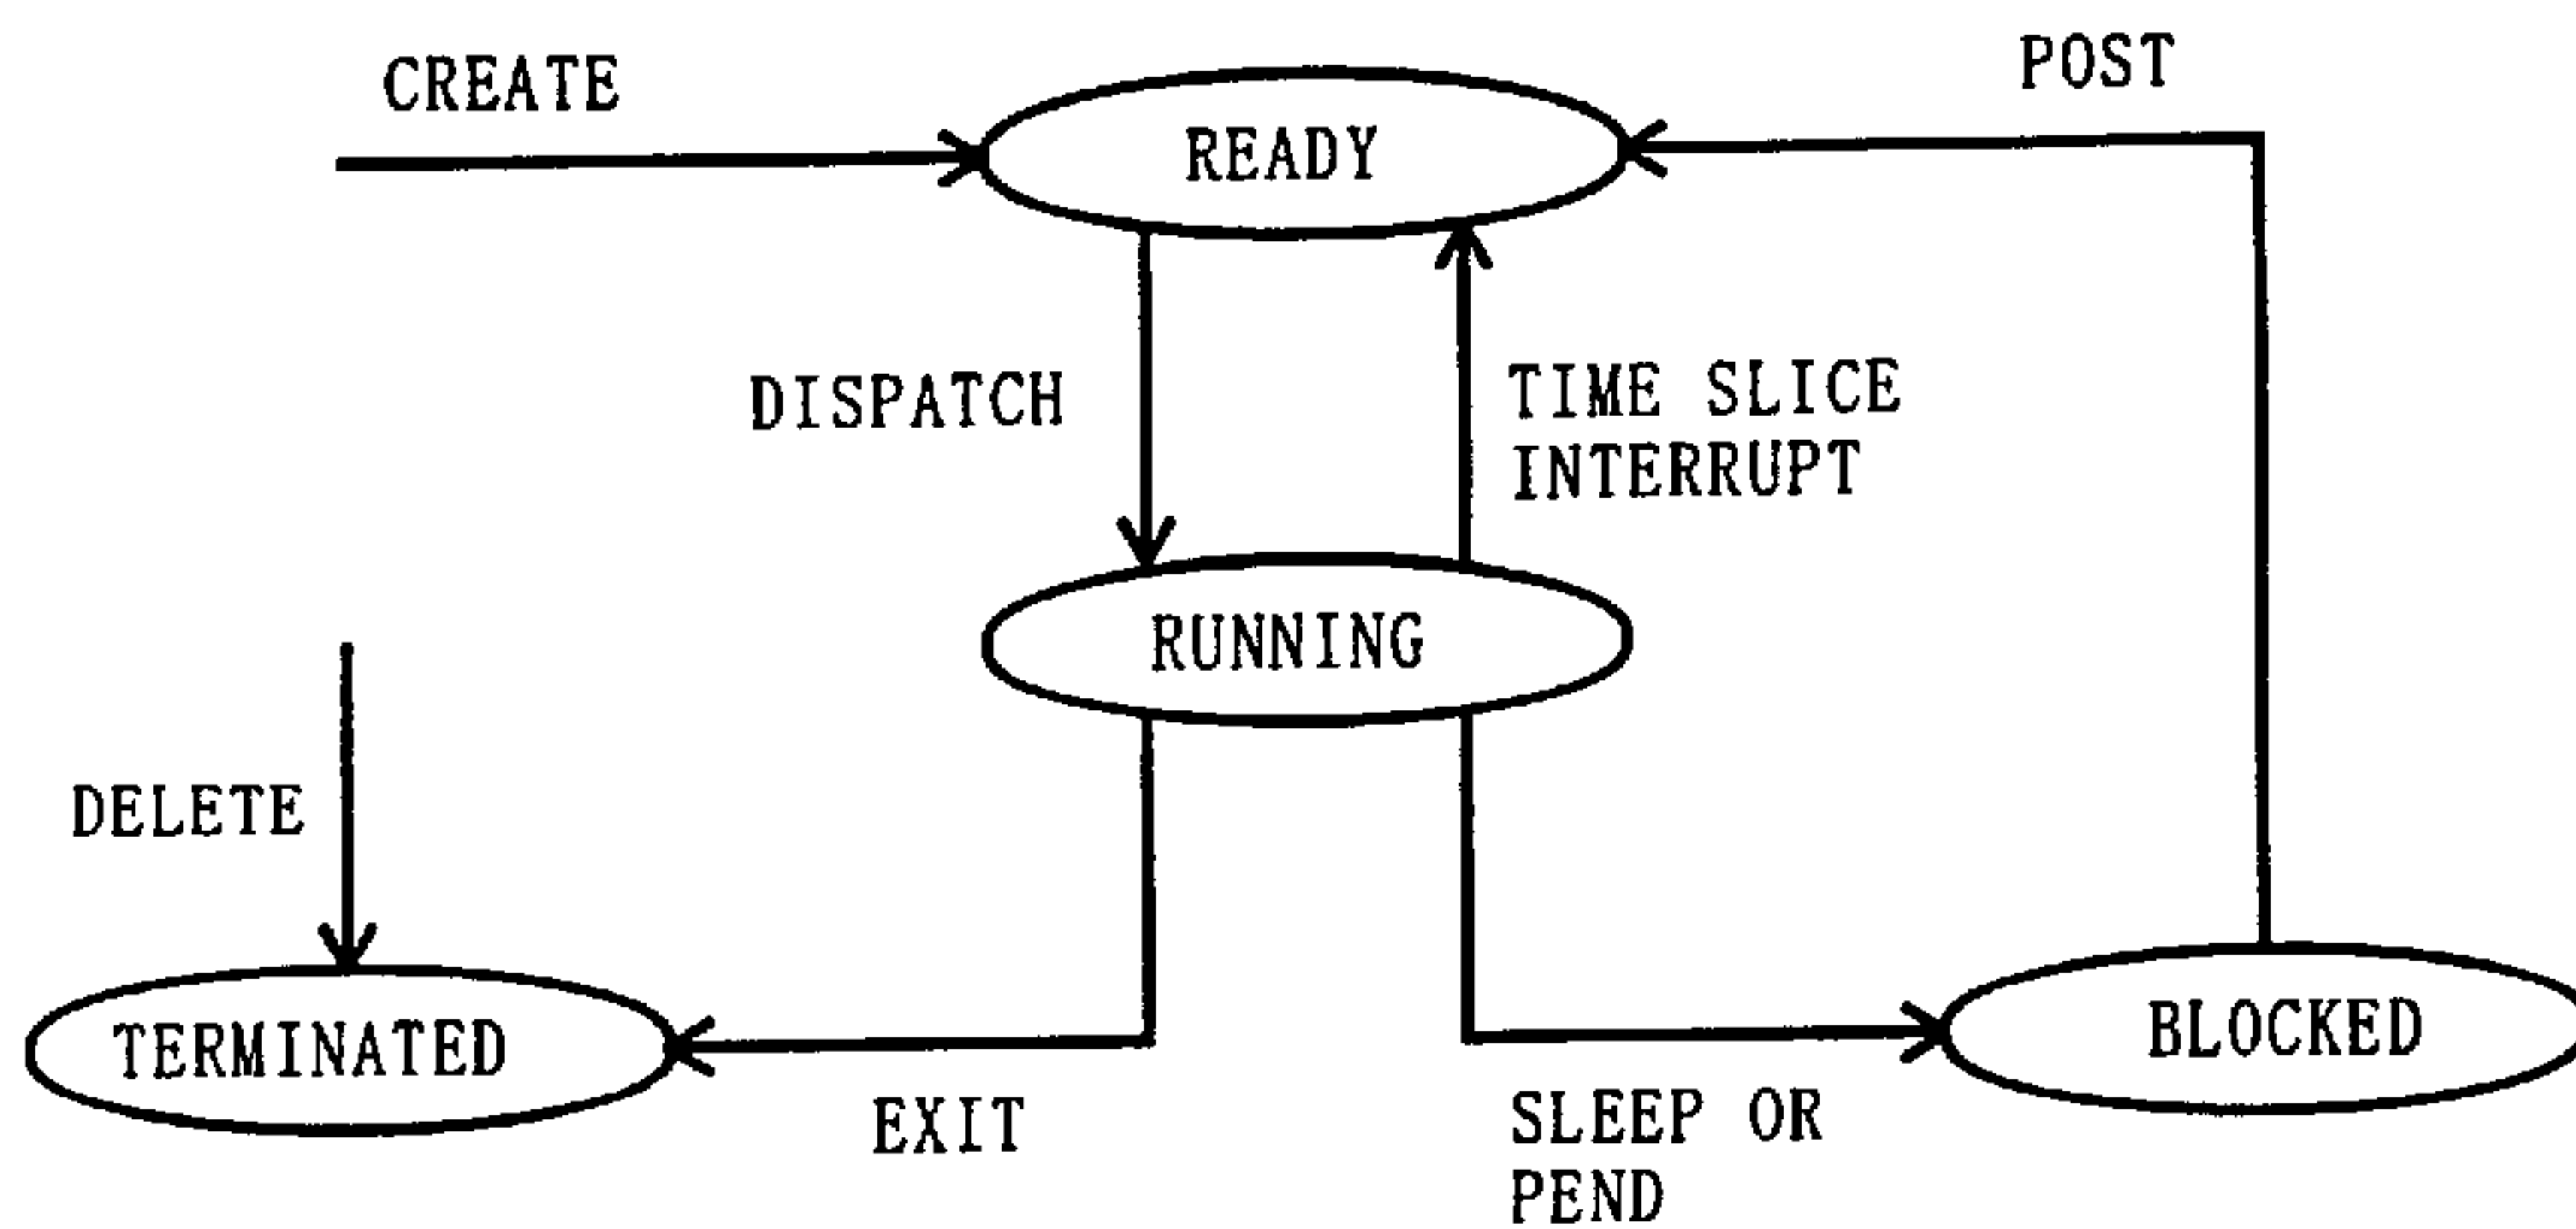 CREATE
POST
READY
DISPATCH
TIME SLICE
INTERRUPT
RUNNING
DELETE
TERMINATED
BLOCKED
EXIT
SLEEP OR
PEND